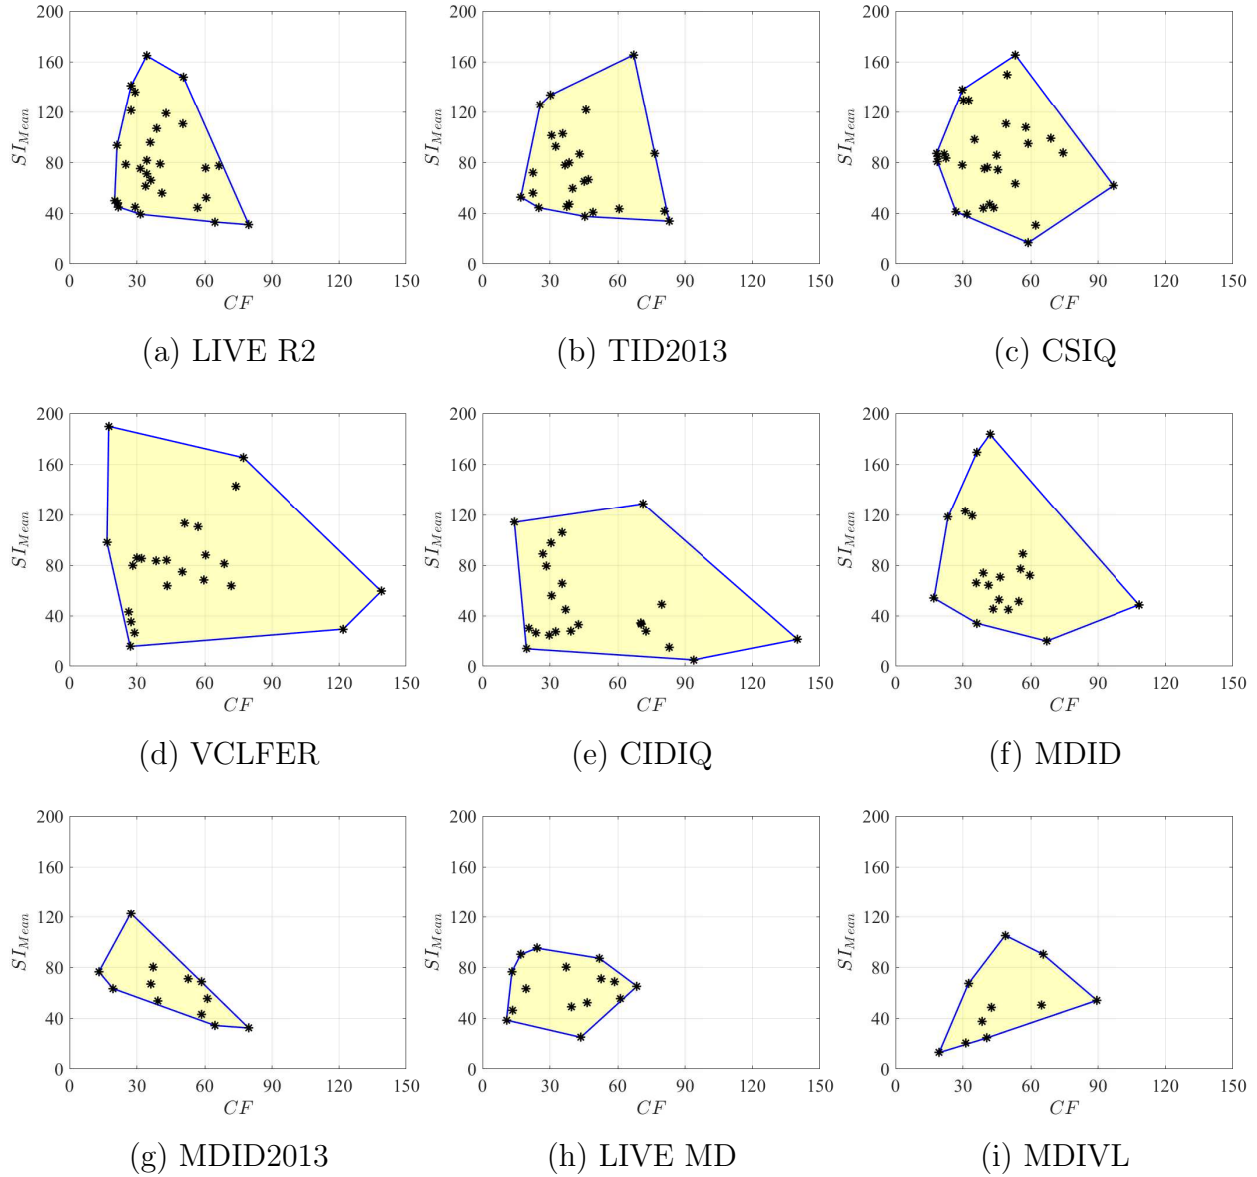 200
160
120
80
40
0
SI_Mean
0 30 60 90 120 150
CF
(a) LIVE R2
200
160
120
80
40
0
SI_Mean
0 30 60 90 120 150
CF
(b) TID2013
200
160
120
80
40
0
SI_Mean
0 30 60 90 120 150
CF
(c) CSIQ
200
160
120
80
40
0
SI_Mean
0 30 60 90 120 150
CF
(d) VCLFER
200
160
120
80
40
0
SI_Mean
0 30 60 90 120 150
CF
(e) CIDIQ
200
160
120
80
40
0
SI_Mean
0 30 60 90 120 150
CF
(f) MDID
200
160
120
80
40
0
SI_Mean
0 30 60 90 120 150
CF
(g) MDID2013
200
160
120
80
40
0
SI_Mean
0 30 60 90 120 150
CF
(h) LIVE MD
200
160
120
80
40
0
SI_Mean
0 30 60 90 120 150
CF
(i) MDIVL